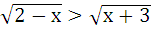 √(2 − x) > √(x + 3)